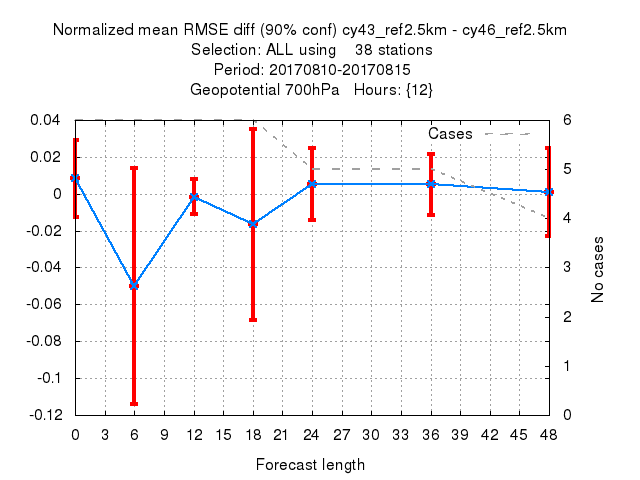 Normalized mean RMSE diff (90% conf) cy43_ref2.5km - cy46_ref2.5km
Selection: ALL using 38 stations
Period: 20170810-20170815
Geopotential 700hPa Hours: {12}
Cases
0.04
0.02
0
-0.02
-0.04
-0.06
-0.08
-0.1
-0.12
6
5
4
3
2
1
0
No cases
0 3 6 9 12 15 18 21 24 27 30 33 36 39 42 45 48
Forecast length